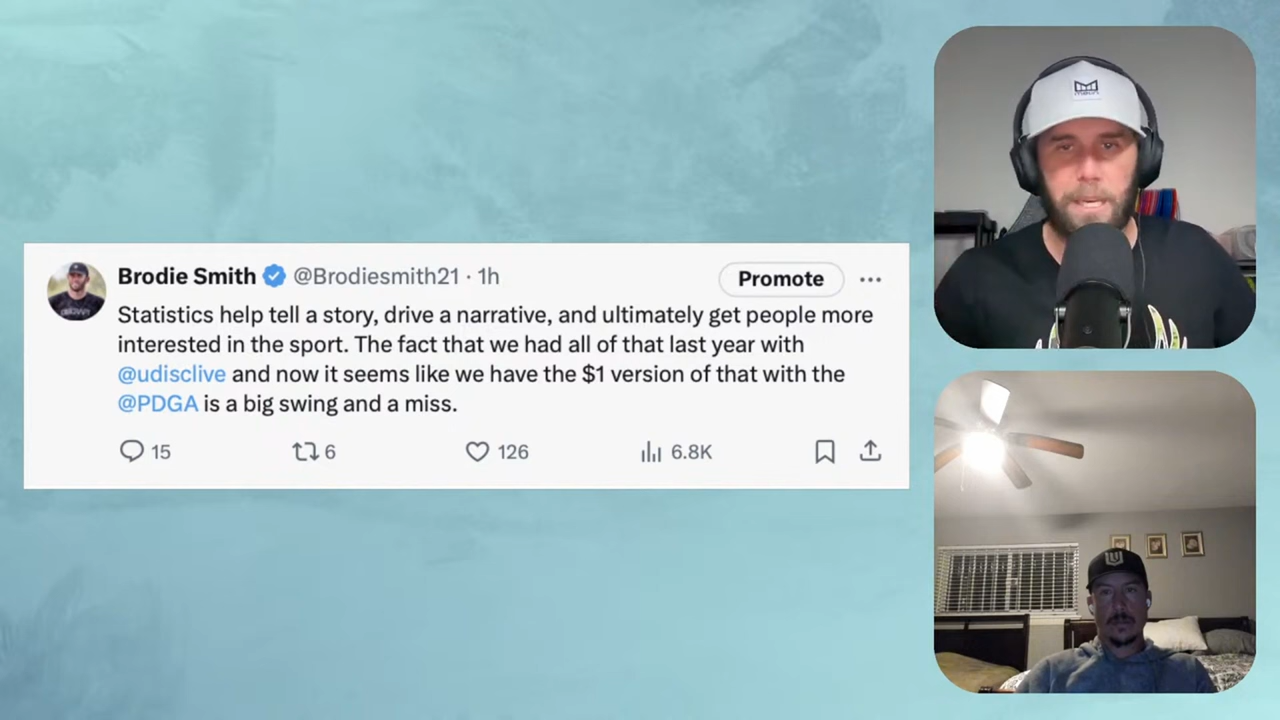 Brodie Smith @Brodiesmith21 · 1h
Promote
Statistics help tell a story, drive a narrative, and ultimately get people more
interested in the sport. The fact that we had all of that last year with
@udisclive and now it seems like we have the $1 version of that with the
@PDGA is a big swing and a miss.
15 6 126 6.8K